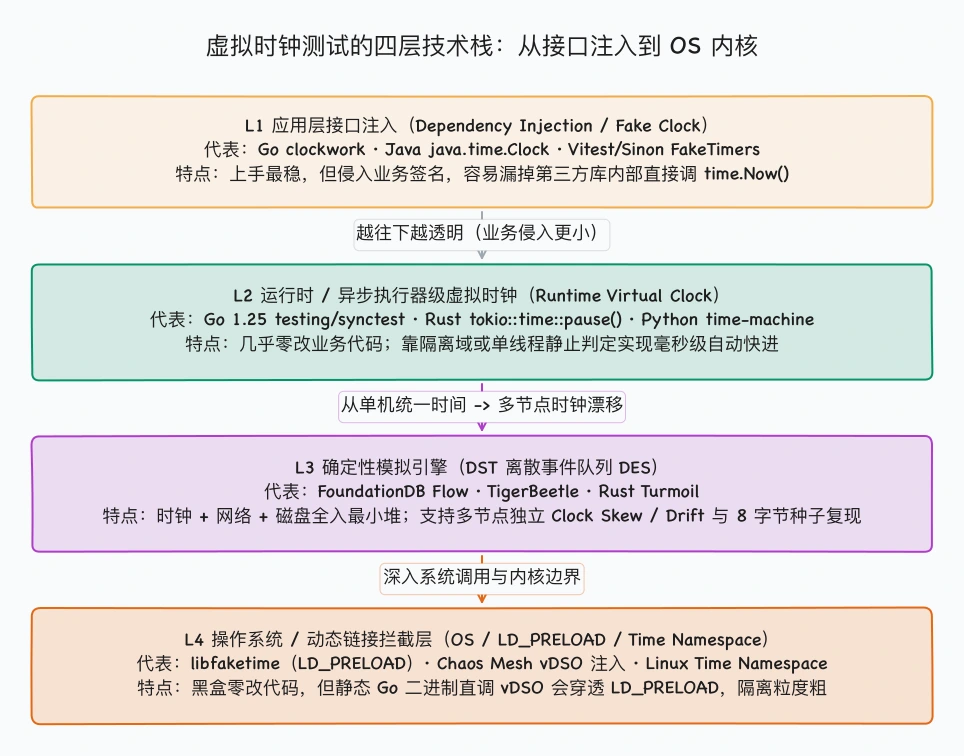 虚拟时钟测试的四层技术栈：从接口注入到 OS 内核
L1 应用层接口注入（Dependency Injection / Fake Clock）
代表：Go clockwork · Java java.time.Clock · Vitest/Sinon FakeTimers
特点：上手最稳，但侵入业务签名，容易漏掉第三方库内部直接调 time.Now()
越往下越透明（业务侵入更小）
L2 运行时 / 异步执行器级虚拟时钟（Runtime Virtual Clock）
代表：Go 1.25 testing/synctest · Rust tokio::time::pause() · Python time-machine
特点：几乎零改业务代码；靠隔离域或单线程静止判定实现毫秒级自动快进
从单机统一时间 -> 多节点时钟漂移
L3 确定性模拟引擎（DST 离散事件队列 DES）
代表：FoundationDB Flow · TigerBeetle · Rust Turmoil
特点：时钟 + 网络 + 磁盘全入最小堆；支持多节点独立 Clock Skew / Drift 与 8 字节种子复现
深入系统调用与内核边界
L4 操作系统 / 动态链接拦截层（OS / LD_PRELOAD / Time Namespace）
代表：libfaketime（LD_PRELOAD）· Chaos Mesh vDSO 注入 · Linux Time Namespace
特点：黑盒零改代码，但静态 Go 二进制直调 vDSO 会穿透 LD_PRELOAD，隔离粒度粗